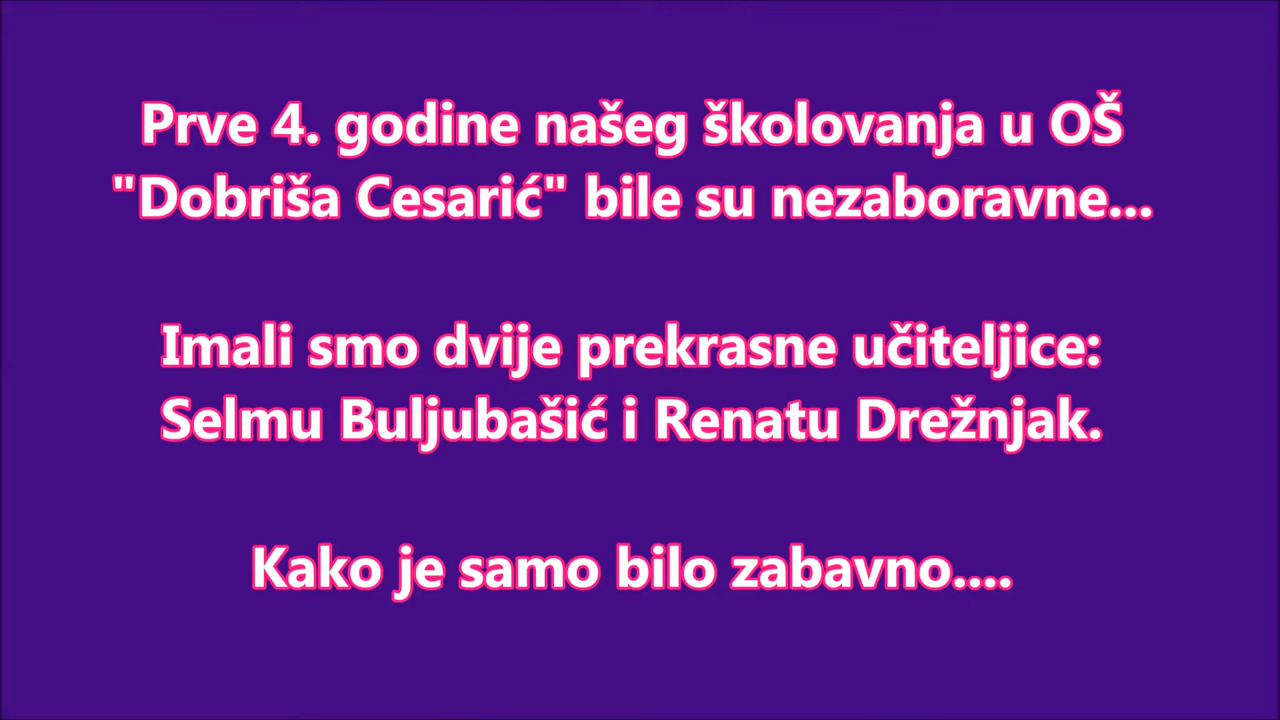 Prve 4. godine našeg školovanja u OŠ
"Dobriša Cesarić" bile su nezaboravne...
Imali smo dvije prekrasne učiteljice:
Selmu Buljubašić i Renatu Drežnjak.
Kako je samo bilo zabavno....